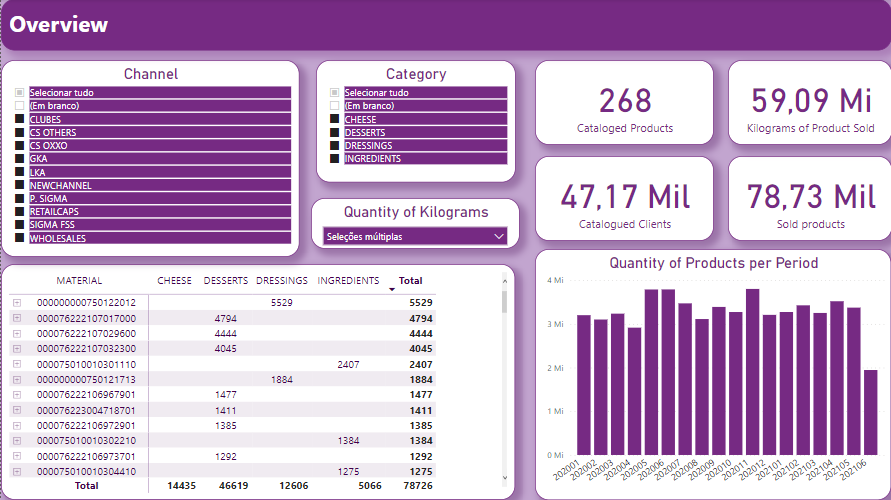 Overview
Channel
Selecionar tudo
(Em branco)
CLUBES
CS OTHERS
CS OXXO
GKA
LKA
NEWCHANNEL
P. SIGMA
RETAILCAPS
SIGMA FSS
WHOLESALES
Category
Selecionar tudo
(Em branco)
CHEESE
DESSERTS
DRESSINGS
INGREDIENTS
Quantity of Kilograms
Seleções múltiplas
268
Cataloged Products
59,09 Mi
Kilograms of Product Sold
47,17 Mil
Catalogued Clients
78,73 Mil
Sold products
MATERIAL CHEESE DESSERTS DRESSINGS INGREDIENTS Total
000000000750122012 5529 5529
000076222107017000 4794 4794
000076222107029600 4444 4444
000076222107032300 4045 4045
000075010010301110 2407 2407
000000000750121713 1884 1884
000076222106967901 1477 1477
000076223004718701 1411 1411
000076222106972901 1385 1385
000075010010302210 1384 1384
000076222106973701 1292 1292
000075010010304410 1275 1275
Total 14435 46619 12606 5066 78726
Quantity of Products per Period
4 Mi
3 Mi
2 Mi
1 Mi
0 Mi
202001 202002 202003 202004 202005 202006 202007 202008 202009 202010 202011 202012 202101 202102 202103 202104 202105 202106